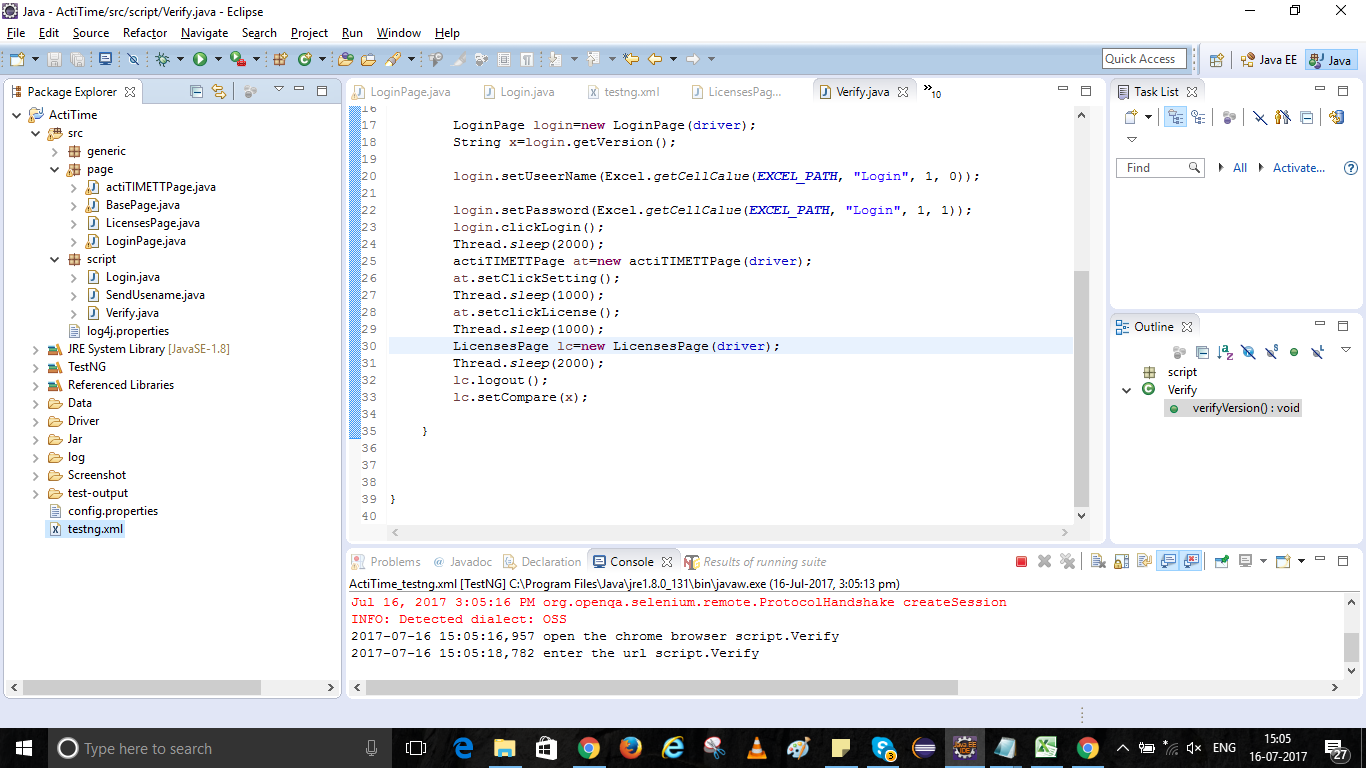 Java - ActiTime/src/script/Verify.java - Eclipse
File Edit Source Refactor Navigate Search Project Run Window Help
Quick Access
Java EE
Java
Package Explorer
ActiTime
src
generic
page
actiTIMETTPage.java
BasePage.java
LicensesPage.java
LoginPage.java
script
Login.java
SendUsename.java
Verify.java
log4j.properties
JRE System Library [JavaSE-1.8]
TestNG
Referenced Libraries
Data
Driver
Jar
log
Screenshot
test-output
config.properties
testng.xml
LoginPage.java Login.java testng.xml LicensesPag... Verify.java »10
16
17 LoginPage login=new LoginPage(driver);
18 String x=login.getVersion();
19
20 login.setUseerName(Excel.getCellCalue(EXCEL_PATH, "Login", 1, 0));
21
22 login.setPassword(Excel.getCellCalue(EXCEL_PATH, "Login", 1, 1));
23 login.clickLogin();
24 Thread.sleep(2000);
25 actiTIMETTPage at=new actiTIMETTPage(driver);
26 at.setClickSetting();
27 Thread.sleep(1000);
28 at.setclickLicense();
29 Thread.sleep(1000);
30 LicensesPage lc=new LicensesPage(driver);
31 Thread.sleep(2000);
32 lc.logout();
33 lc.setCompare(x);
34
35 }
36
37
38
39 }
40
Task List
Find All Activate...
Outline
script
Verify
verifyVersion() : void
Problems @ Javadoc Declaration Console Results of running suite
ActiTime_testng.xml [TestNG] C:\Program Files\Java\jre1.8.0_131\bin\javaw.exe (16-Jul-2017, 3:05:13 pm)
Jul 16, 2017 3:05:16 PM org.openqa.selenium.remote.ProtocolHandshake createSession
INFO: Detected dialect: OSS
2017-07-16 15:05:16,957 open the chrome browser script.Verify
2017-07-16 15:05:18,782 enter the url script.Verify
Type here to search
3
ENG
15:05
16-07-2017
27